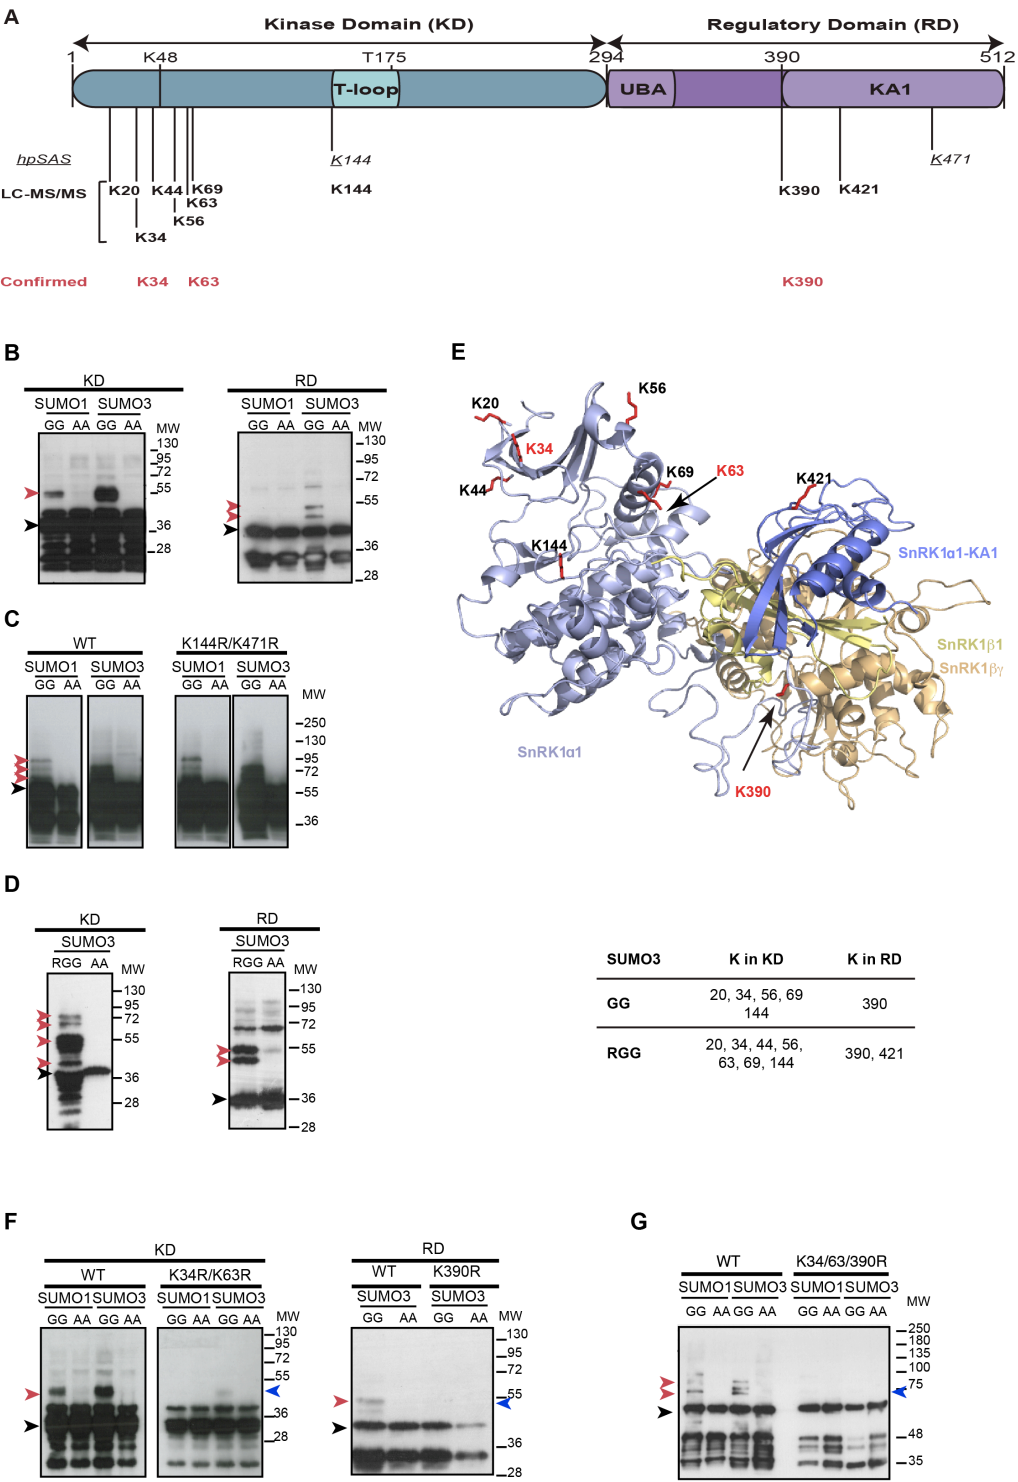 A
Kinase Domain (KD)
Regulatory Domain (RD)
1 K48 T175 294 390 512
T-loop UBA KA1
hpSAS K144 K471
LC-MS/MS K20 K44 K69 K144 K390 K421
K63
K56
K34
Confirmed K34 K63 K390
B
KD
SUMO1 SUMO3
GG AA GG AA
MW
130
95
72
55
36
28
RD
SUMO1 SUMO3
GG AA GG AA
MW
130
95
72
55
36
28
C
WT K144R/K471R
SUMO1 SUMO3 SUMO1 SUMO3
GG AA GG AA GG AA GG AA
MW
250
130
95
72
55
36
D
KD
SUMO3
RGG AA
MW
130
95
72
55
36
28
RD
SUMO3
RGG AA
MW
130
95
72
55
36
28
E
K20
K56
K34
K44
K69
K63
K421
K144
SnRK1α1-KA1
SnRK1β1
SnRK1βγ
SnRK1α1
K390
SUMO3 K in KD K in RD
GG 20, 34, 56, 69 390
144
RGG 20, 34, 44, 56, 390, 421
63, 69, 144
F
KD
WT K34R/K63R
SUMO1 SUMO3 SUMO1 SUMO3
GG AA GG AA GG AA GG AA
MW
130
95
72
55
36
28
RD
WT K390R
SUMO3 SUMO3
GG AA GG AA
MW
130
95
72
55
36
28
G
WT K34/63/390R
SUMO1 SUMO3 SUMO1 SUMO3
GG AA GG AA GG AA GG AA
MW
250
180
135
100
75
48
35